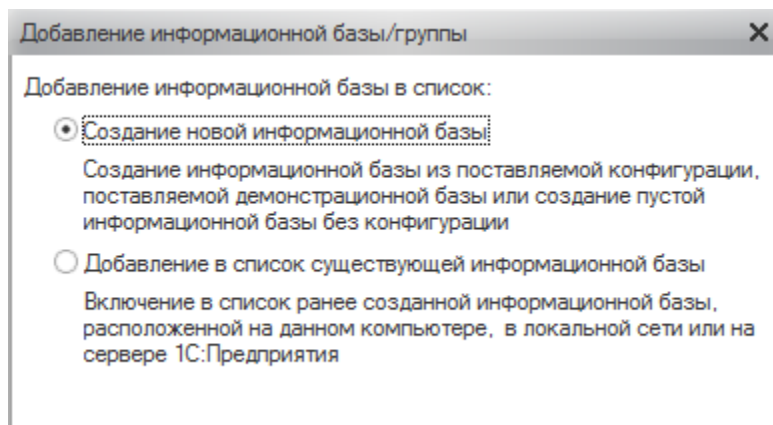 Добавление информационной базы/группы
Добавление информационной базы в список:
Создание новой информационной базы
Создание информационной базы из поставляемой конфигурации,
поставляемой демонстрационной базы или создание пустой
информационной базы без конфигурации
Добавление в список существующей информационной базы
Включение в список ранее созданной информационной базы,
расположенной на данном компьютере, в локальной сети или на
сервере 1С:Предприятия